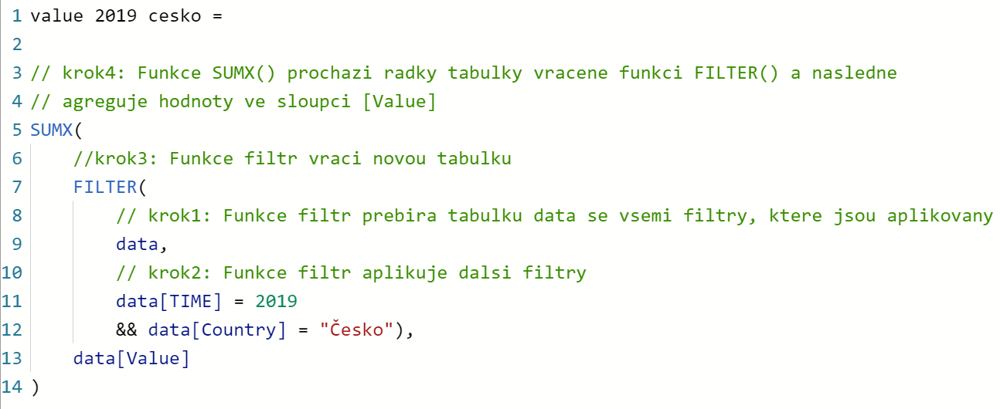 1 value 2019 cesko =
2
3 // krok4: Funkce SUMX() prochazi radky tabulky vracene funkci FILTER() a nasledne
4 // agreguje hodnoty ve sloupci [Value]
5 SUMX(
6 //krok3: Funkce filtr vraci novou tabulku
7 FILTER(
8 // krok1: Funkce filtr prebira tabulku data se vsemi filtry, ktere jsou aplikovany
9 data,
10 // krok2: Funkce filtr aplikuje dalsi filtry
11 data[TIME] = 2019
12 && data[Country] = "Česko"),
13 data[Value]
14 )